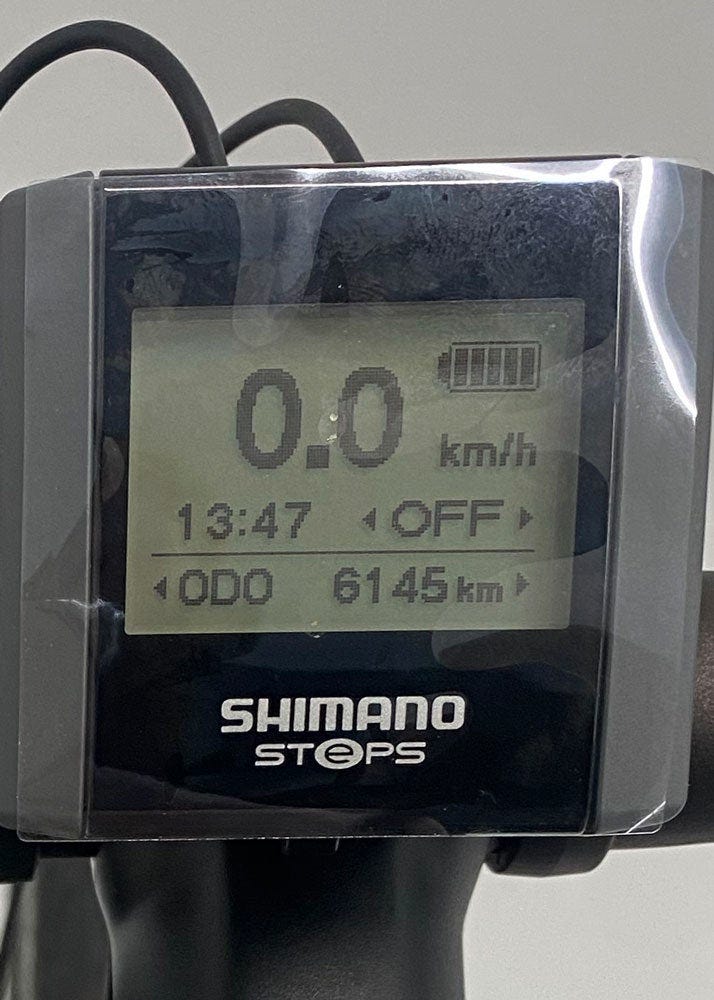 0.0 km/h
13:47 OFF
ODO 6145 km
SHIMANO
STePS